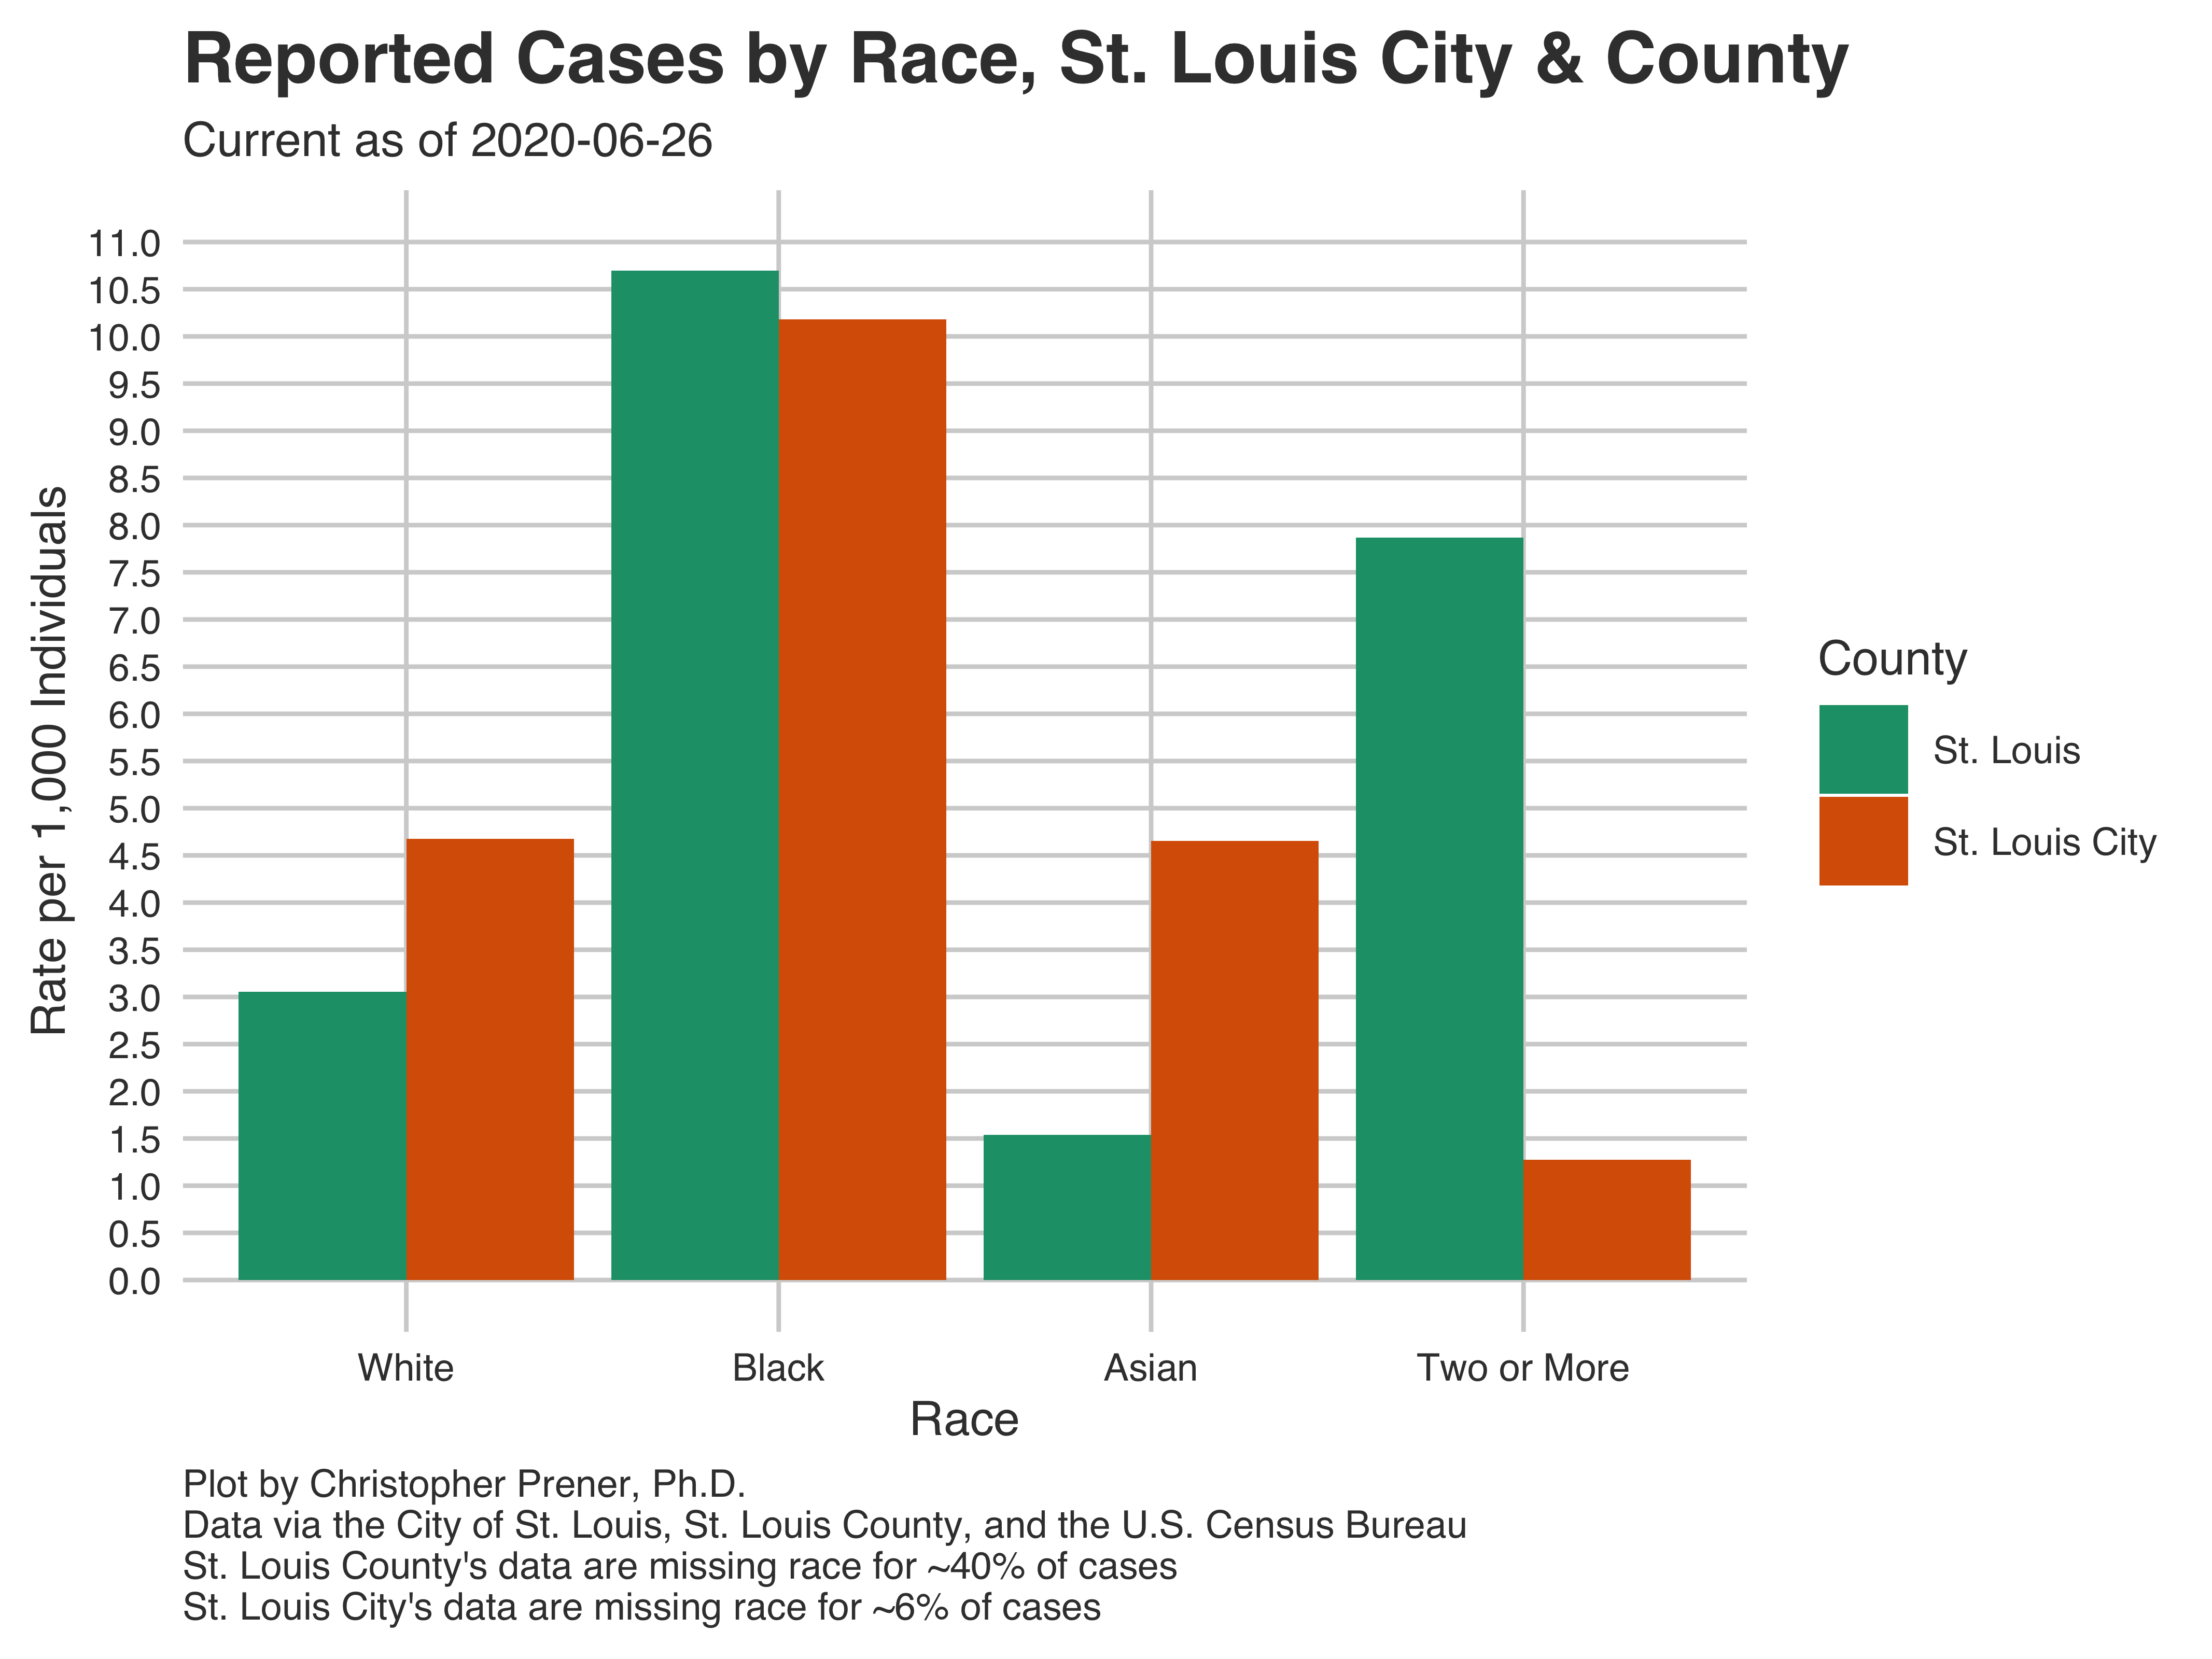 Reported Cases by Race, St. Louis City & County
Current as of 2020-06-26
11.0
10.5
10.0
9.5
9.0
8.5
8.0
7.5
7.0
6.5
6.0
5.5
5.0
4.5
4.0
3.5
3.0
2.5
2.0
1.5
1.0
0.5
0.0
Rate per 1,000 Individuals
White
Black
Asian
Two or More
Race
County
St. Louis
St. Louis City
Plot by Christopher Prener, Ph.D.
Data via the City of St. Louis, St. Louis County, and the U.S. Census Bureau
St. Louis County's data are missing race for ~40% of cases
St. Louis City's data are missing race for ~6% of cases